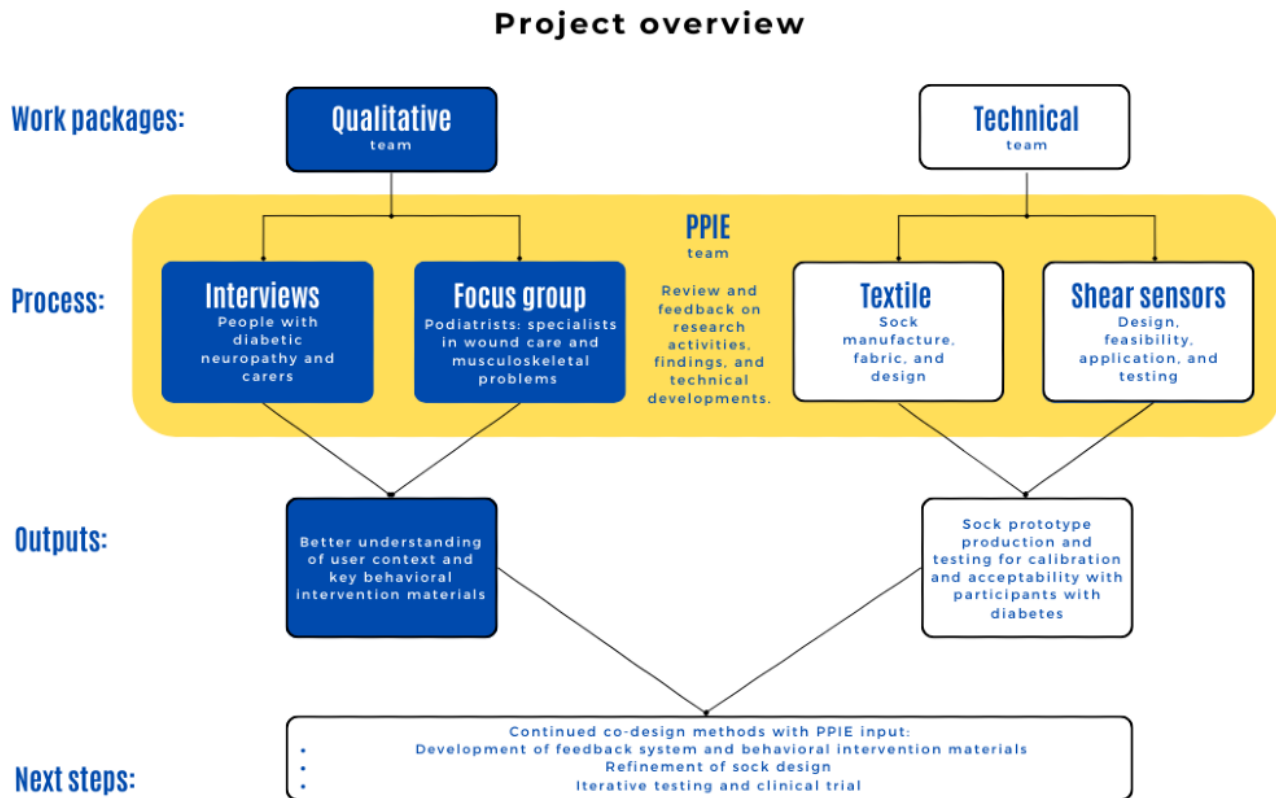 Project overview
Work packages:
Qualitative
team
Technical
team
Process:
Interviews
People with
diabetic
neuropathy and
carers
Focus group
Podiatrists: specialists
in wound care and
musculoskeletal
problems
PPIE
team
Review and
feedback on
research
activities,
findings, and
technical
developments.
Textile
Sock
manufacture,
fabric, and
design
Shear sensors
Design,
feasibility,
application, and
testing
Outputs:
Better understanding
of user context and
key behavioral
intervention materials
Sock prototype
production and
testing for calibration
and acceptability with
participants with
diabetes
Next steps:
Continued co-design methods with PPIE input:
• Development of feedback system and behavioral intervention materials
• Refinement of sock design
• Iterative testing and clinical trial